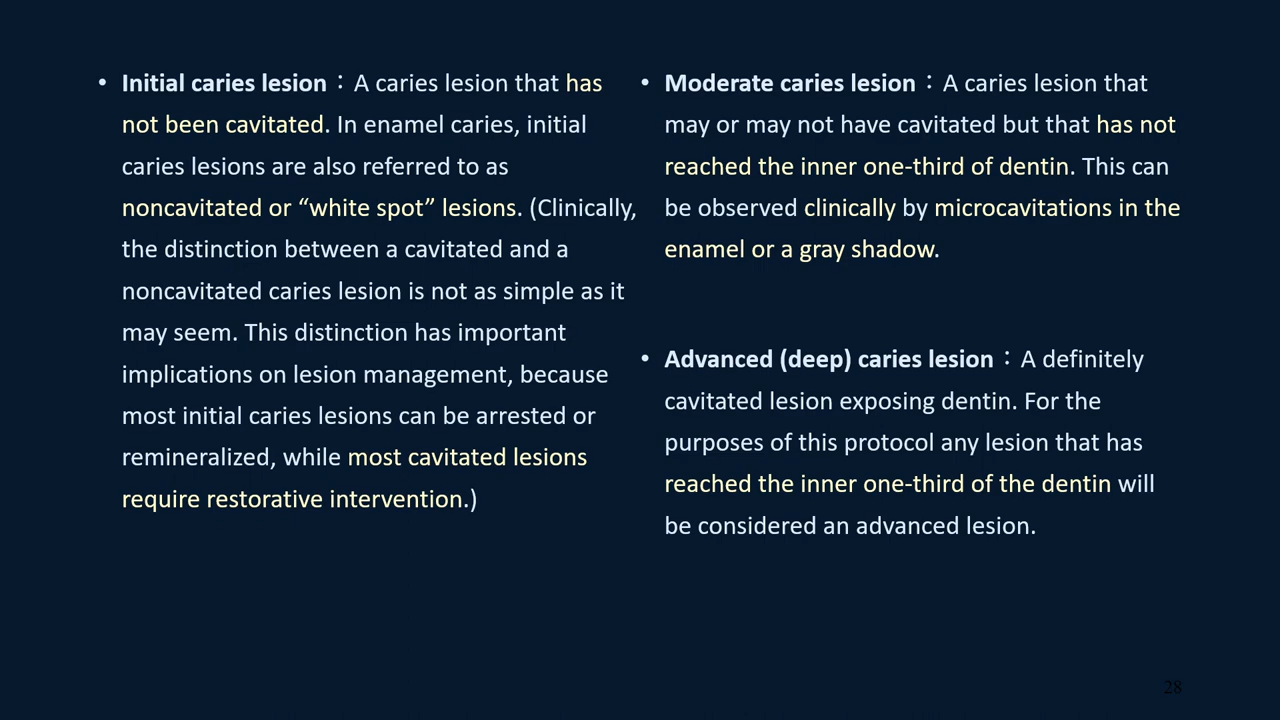 • Initial caries lesion：A caries lesion that has
not been cavitated. In enamel caries, initial
caries lesions are also referred to as
noncavitated or “white spot” lesions. (Clinically,
the distinction between a cavitated and a
noncavitated caries lesion is not as simple as it
may seem. This distinction has important
implications on lesion management, because
most initial caries lesions can be arrested or
remineralized, while most cavitated lesions
require restorative intervention.)
• Moderate caries lesion：A caries lesion that
may or may not have cavitated but that has not
reached the inner one-third of dentin. This can
be observed clinically by microcavitations in the
enamel or a gray shadow.
• Advanced (deep) caries lesion：A definitely
cavitated lesion exposing dentin. For the
purposes of this protocol any lesion that has
reached the inner one-third of the dentin will
be considered an advanced lesion.
28